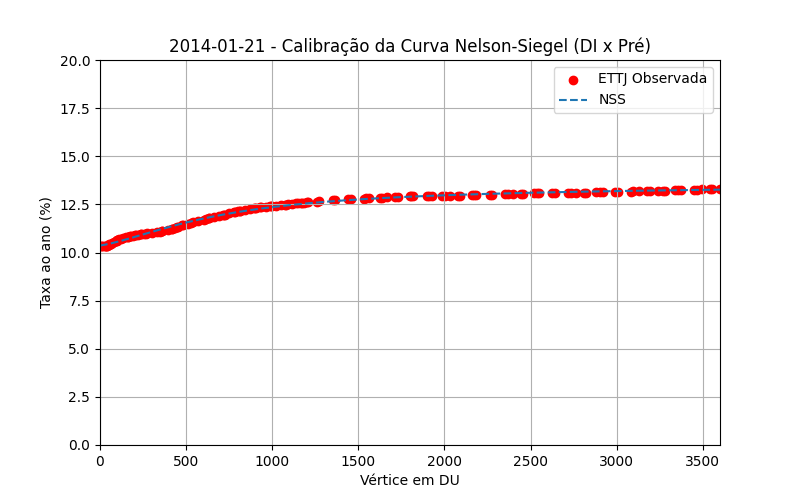 2014-01-21 - Calibração da Curva Nelson-Siegel (DI x Pré)
20.0
17.5
15.0
12.5
10.0
7.5
5.0
2.5
0.0
Taxa ao ano (%)
ETTJ Observada
NSS
0 500 1000 1500 2000 2500 3000 3500
Vértice em DU